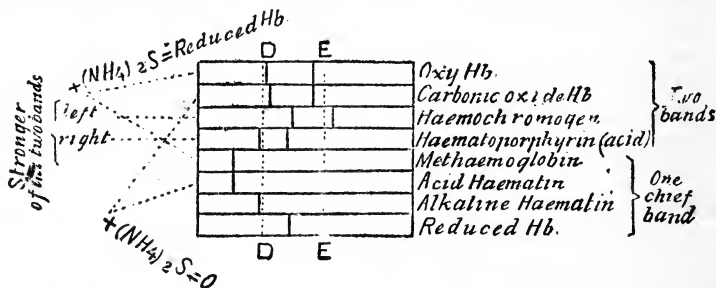 +(NH4)2S=Reduced Hb.
D E
Stronger
of the two bands
left
right
Oxy Hb.
Carbonic oxide Hb
Haemochromogen
Haematoporphyrin (acid)
Methaemoglobin
Acid Haematin
Alkaline Haematin
Reduced Hb.
Two
bands
One
chief
band
+(NH4)2S=0
D E